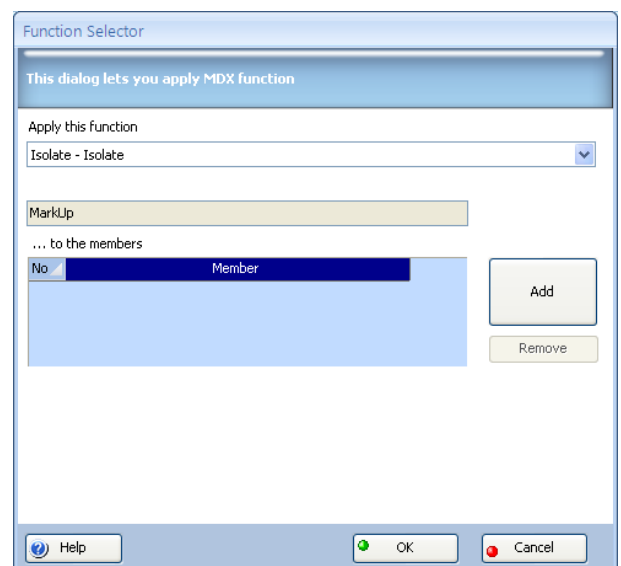 Function Selector
This dialog lets you apply MDX function
Apply this function
Isolate - Isolate
MarkUp
... to the members
No Member
Add
Remove
Help OK Cancel